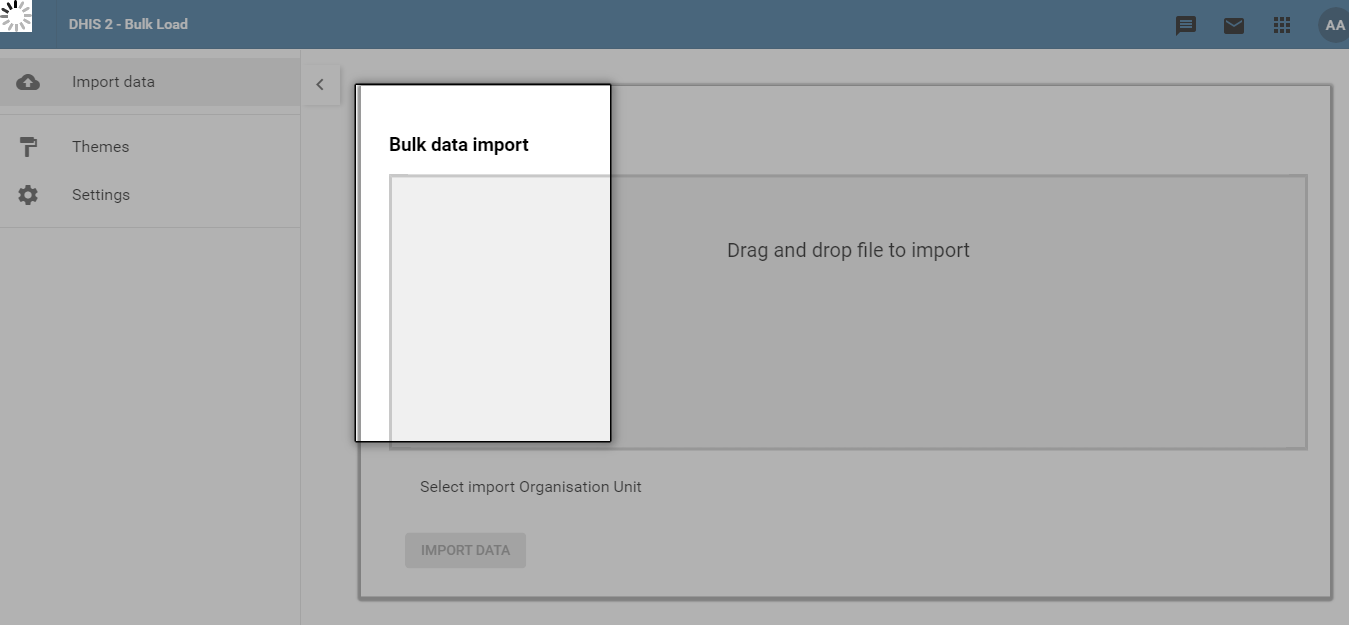 DHIS 2 - Bulk Load
AA
Import data
Themes
Settings
Bulk data import
Drag and drop file to import
Select import Organisation Unit
IMPORT DATA